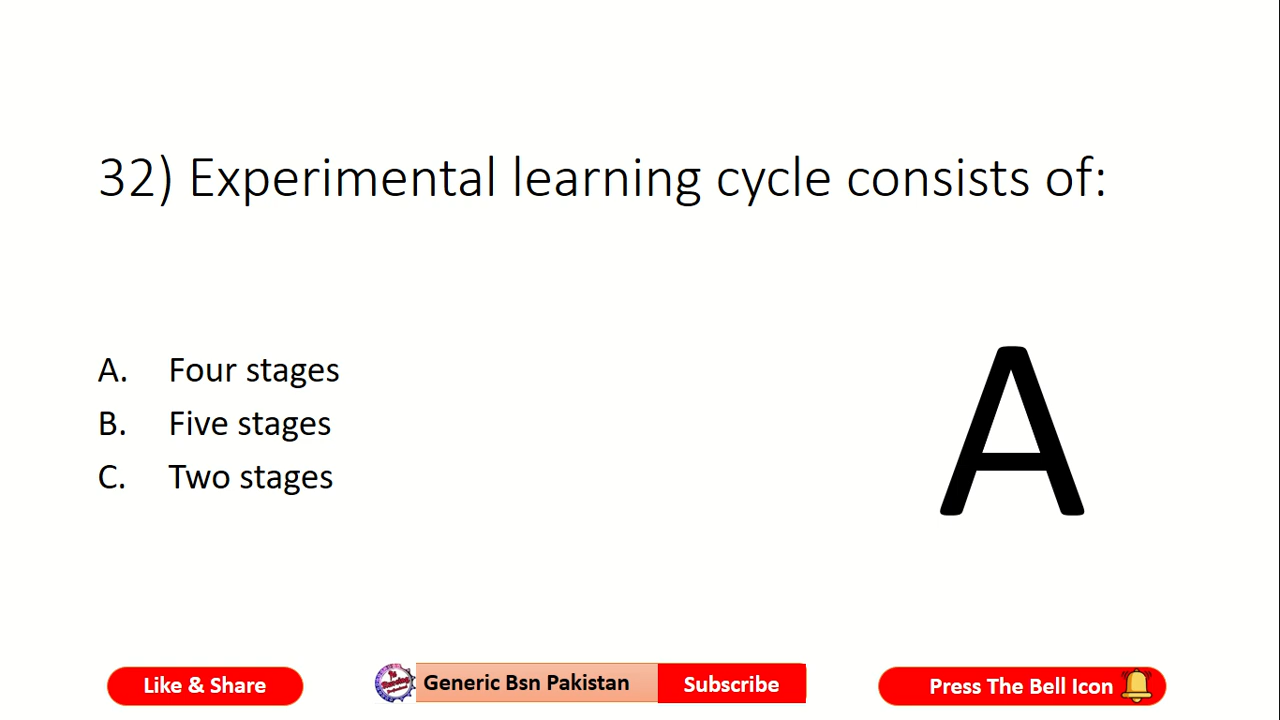 32) Experimental learning cycle consists of:
A. Four stages
B. Five stages
C. Two stages
A
Like & Share
Generic Bsn Pakistan
Subscribe
Press The Bell Icon